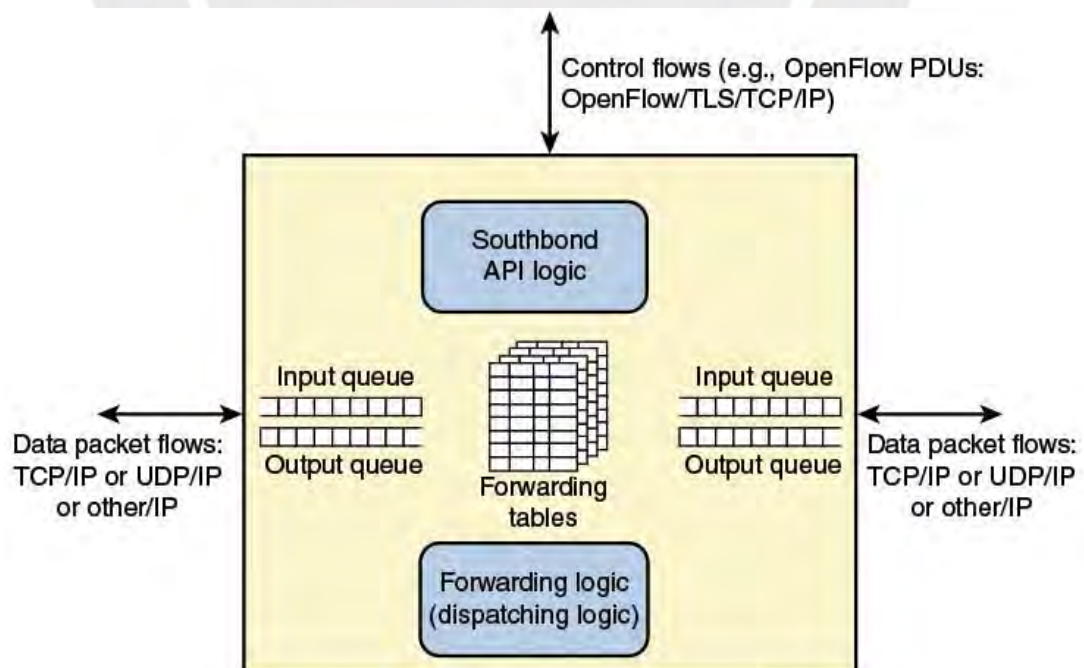 Control flows (e.g., OpenFlow PDUs:
OpenFlow/TLS/TCP/IP)
Southbond
API logic
Input queue
Output queue
Input queue
Output queue
Data packet flows:
TCP/IP or UDP/IP
or other/IP
Forwarding
tables
Data packet flows:
TCP/IP or UDP/IP
or other/IP
Forwarding logic
(dispatching logic)